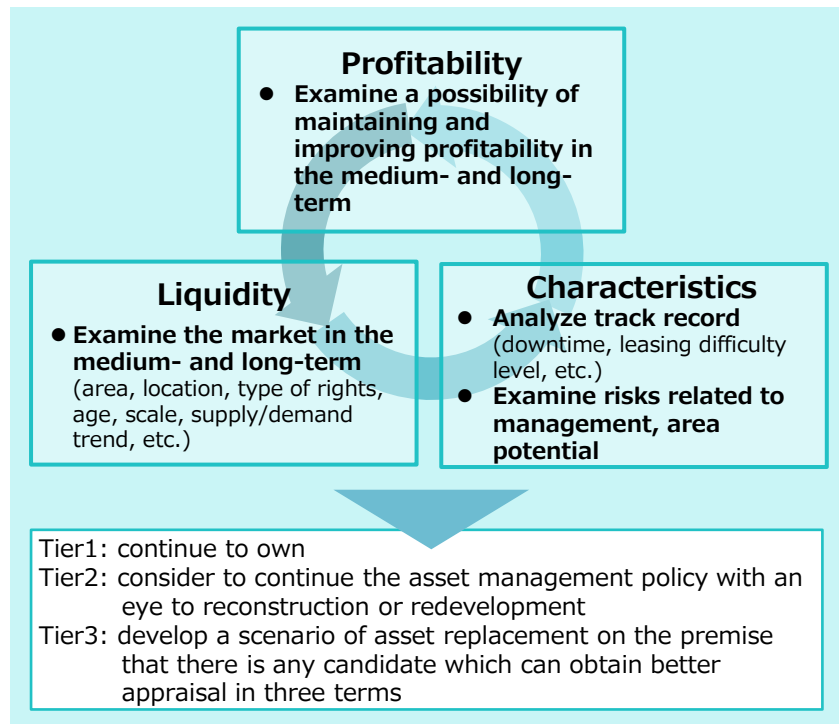 Profitability
● Examine a possibility of
maintaining and
improving profitability in
the medium- and long-
term
Liquidity
● Examine the market in the
medium- and long-term
(area, location, type of rights,
age, scale, supply/demand
trend, etc.)
Characteristics
● Analyze track record
(downtime, leasing difficulty
level, etc.)
● Examine risks related to
management, area
potential
Tier1: continue to own
Tier2: consider to continue the asset management policy with an
eye to reconstruction or redevelopment
Tier3: develop a scenario of asset replacement on the premise
that there is any candidate which can obtain better
appraisal in three terms